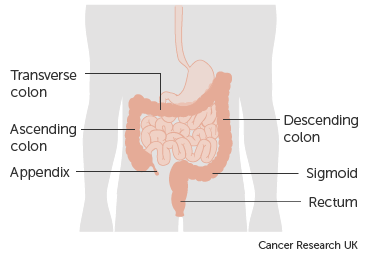 Transverse
colon
Ascending
colon
Appendix
Descending
colon
Sigmoid
Rectum
Cancer Research UK